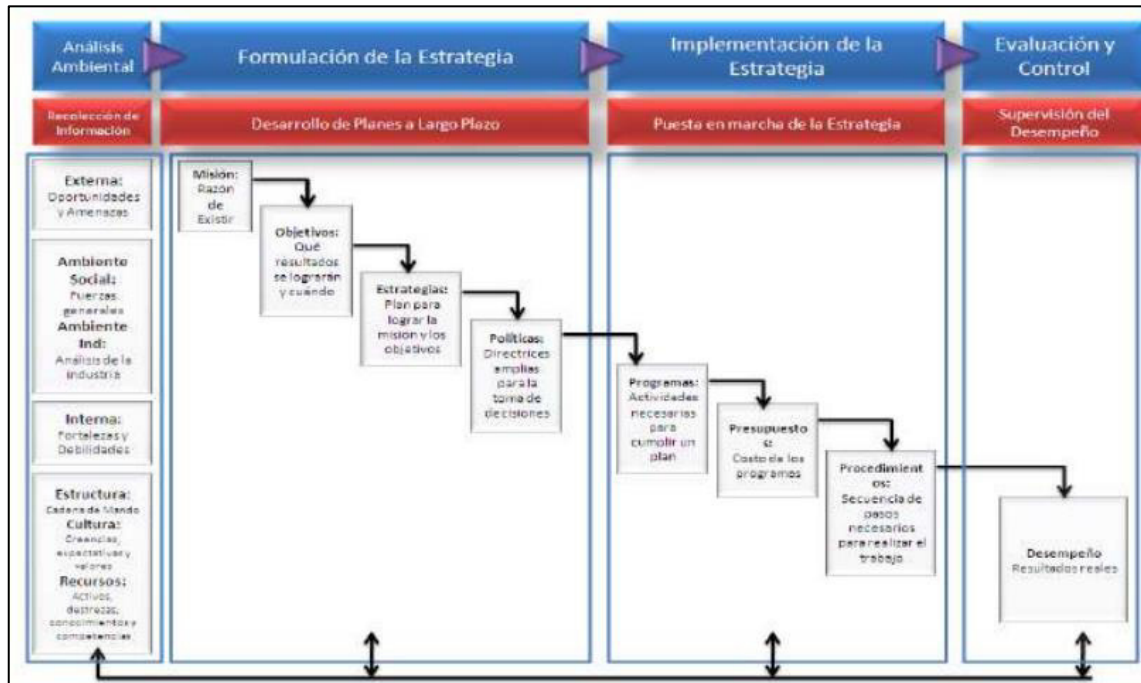 Análisis
Ambiental
Formulación de la Estrategia
Implementación de la
Estrategia
Evaluación y
Control
Recolección de
Información
Desarrollo de Planes a Largo Plazo
Puesta en marcha de la Estrategia
Supervisión del
Desempeño
Externa:
Oportunidades
y Amenazas
Ambiente
Social:
Fuerzas
generales
Ambiente
Ind:
Análisis de la
industria
Interna:
Fortalezas y
Debilidades
Estructura:
Cadena de Mando
Cultura:
Creencias,
expectativas y
valores
Recursos:
Activos,
destrezas,
conocimientos y
competencias
Misión:
Razón
de
Existir
Objetivos:
Qué
resultados
se lograrán
y cuándo
Estrategias:
Plan para
lograr la
misión y los
objetivos
Políticas:
Directrices
amplias
para la
toma de
decisiones
Programas:
Actividades
necesarias
para
cumplir un
plan
Presupuesto
s:
Costo de los
programas
Procedimient
os:
Secuencia de
pasos
necesarios
para realizar el
trabajo
Desempeño
Resultados reales